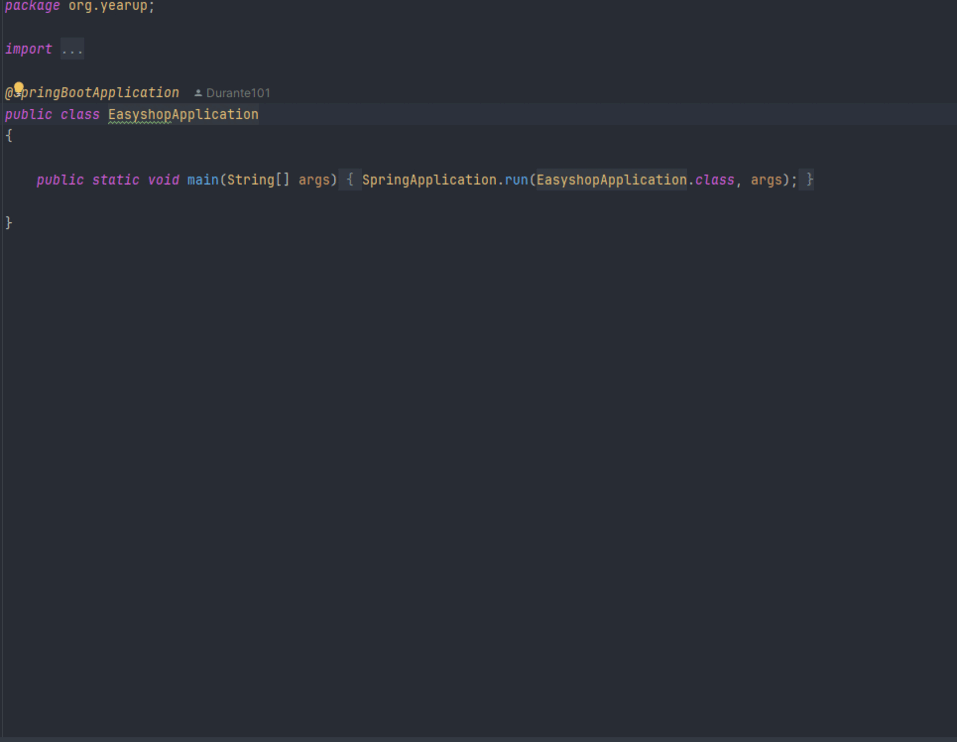 package org.yearup;
import ...
@SpringBootApplication Durante101
public class EasyshopApplication
{
public static void main(String[] args) { SpringApplication.run(EasyshopApplication.class, args); }
}